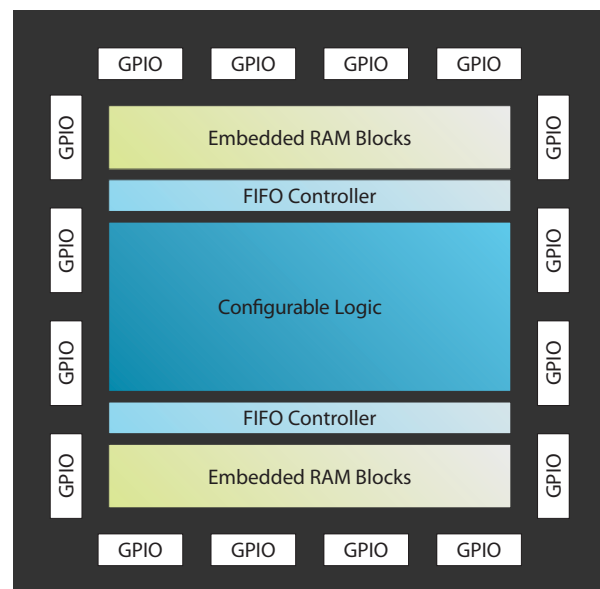 GPIO GPIO GPIO GPIO
GPIO
Embedded RAM Blocks
GPIO
FIFO Controller
GPIO
GPIO
Configurable Logic
GPIO
GPIO
FIFO Controller
GPIO
Embedded RAM Blocks
GPIO
GPIO
GPIO GPIO GPIO GPIO